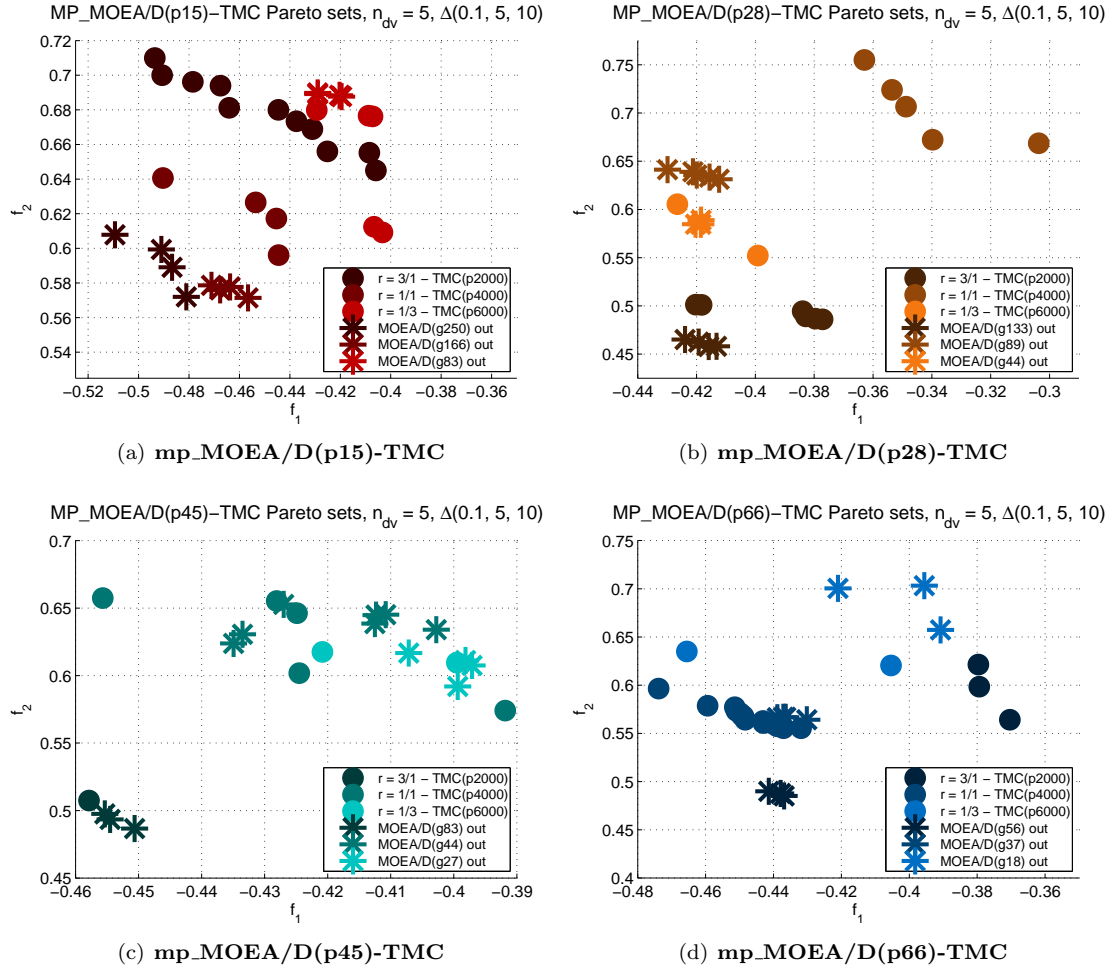 MP_MOEA/D(p15)−TMC Pareto sets, n_dv = 5, Δ(0.1, 5, 10)
0.72
0.7
0.68
0.66
0.64
0.62
0.6
0.58
0.56
0.54
f_2
r = 3/1 − TMC(p2000)
r = 1/1 − TMC(p4000)
r = 1/3 − TMC(p6000)
MOEA/D(g250) out
MOEA/D(g166) out
MOEA/D(g83) out
−0.52 −0.5 −0.48 −0.46 −0.44 −0.42 −0.4 −0.38 −0.36
f_1
(a) mp_MOEA/D(p15)-TMC
MP_MOEA/D(p28)−TMC Pareto sets, n_dv = 5, Δ(0.1, 5, 10)
0.75
0.7
0.65
0.6
0.55
0.5
0.45
f_2
r = 3/1 − TMC(p2000)
r = 1/1 − TMC(p4000)
r = 1/3 − TMC(p6000)
MOEA/D(g133) out
MOEA/D(g89) out
MOEA/D(g44) out
−0.44 −0.42 −0.4 −0.38 −0.36 −0.34 −0.32 −0.3
f_1
(b) mp_MOEA/D(p28)-TMC
MP_MOEA/D(p45)−TMC Pareto sets, n_dv = 5, Δ(0.1, 5, 10)
0.7
0.65
0.6
0.55
0.5
0.45
f_2
r = 3/1 − TMC(p2000)
r = 1/1 − TMC(p4000)
r = 1/3 − TMC(p6000)
MOEA/D(g83) out
MOEA/D(g44) out
MOEA/D(g27) out
−0.46 −0.45 −0.44 −0.43 −0.42 −0.41 −0.4 −0.39
f_1
(c) mp_MOEA/D(p45)-TMC
MP_MOEA/D(p66)−TMC Pareto sets, n_dv = 5, Δ(0.1, 5, 10)
0.75
0.7
0.65
0.6
0.55
0.5
0.45
0.4
f_2
r = 3/1 − TMC(p2000)
r = 1/1 − TMC(p4000)
r = 1/3 − TMC(p6000)
MOEA/D(g56) out
MOEA/D(g37) out
MOEA/D(g18) out
−0.48 −0.46 −0.44 −0.42 −0.4 −0.38 −0.36
f_1
(d) mp_MOEA/D(p66)-TMC